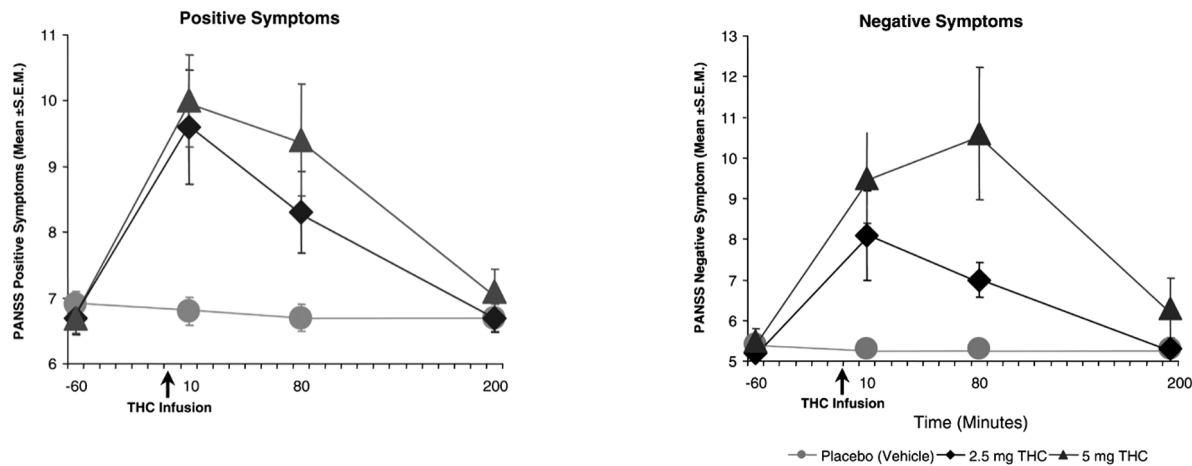 Positive Symptoms
PANSS Positive Symptoms (Mean ±S.E.M.)
11
10
9
8
7
6
-60
10
80
200
THC Infusion
Negative Symptoms
PANSS Negative Symptom (Mean ±S.E.M.)
13
12
11
10
9
8
7
6
5
-60
10
80
200
THC Infusion
Time (Minutes)
Placebo (Vehicle) 2.5 mg THC 5 mg THC